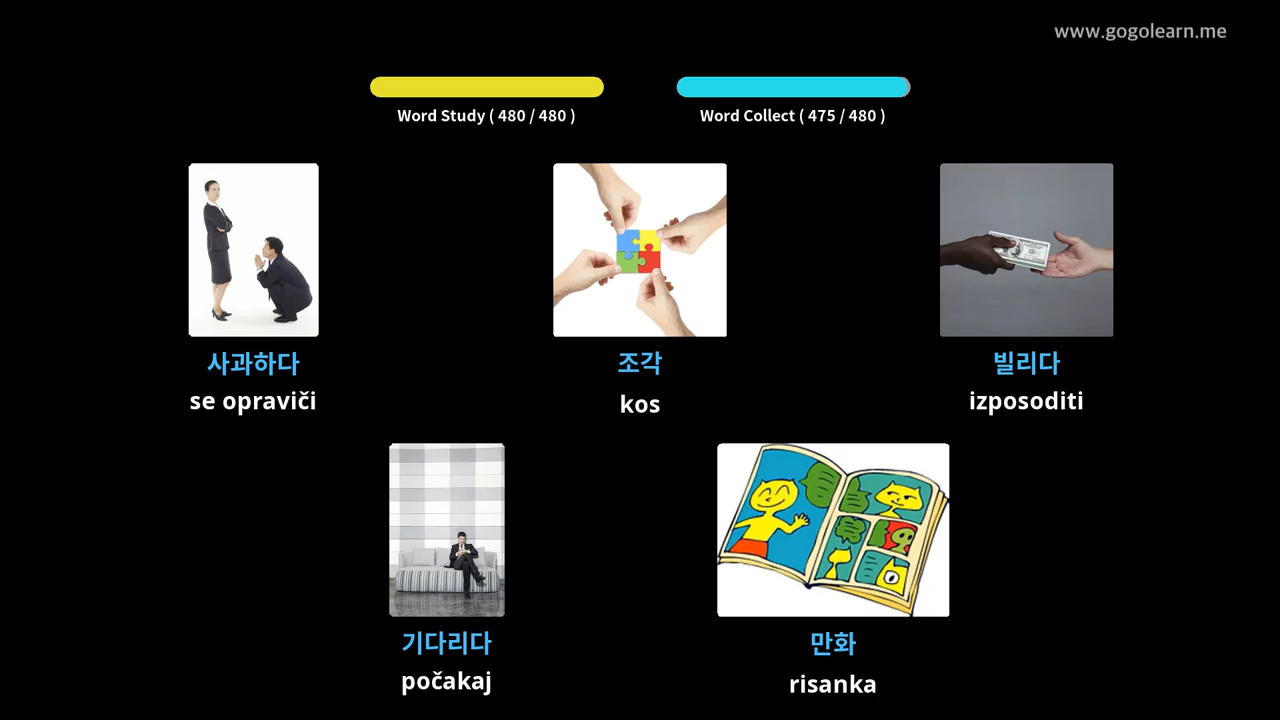 www.gogolearn.me
Word Study ( 480 / 480 )
Word Collect ( 475 / 480 )
사과하다
조각
빌리다
se opraviči
kos
izposoditi
기다리다
만화
počakaj
risanka